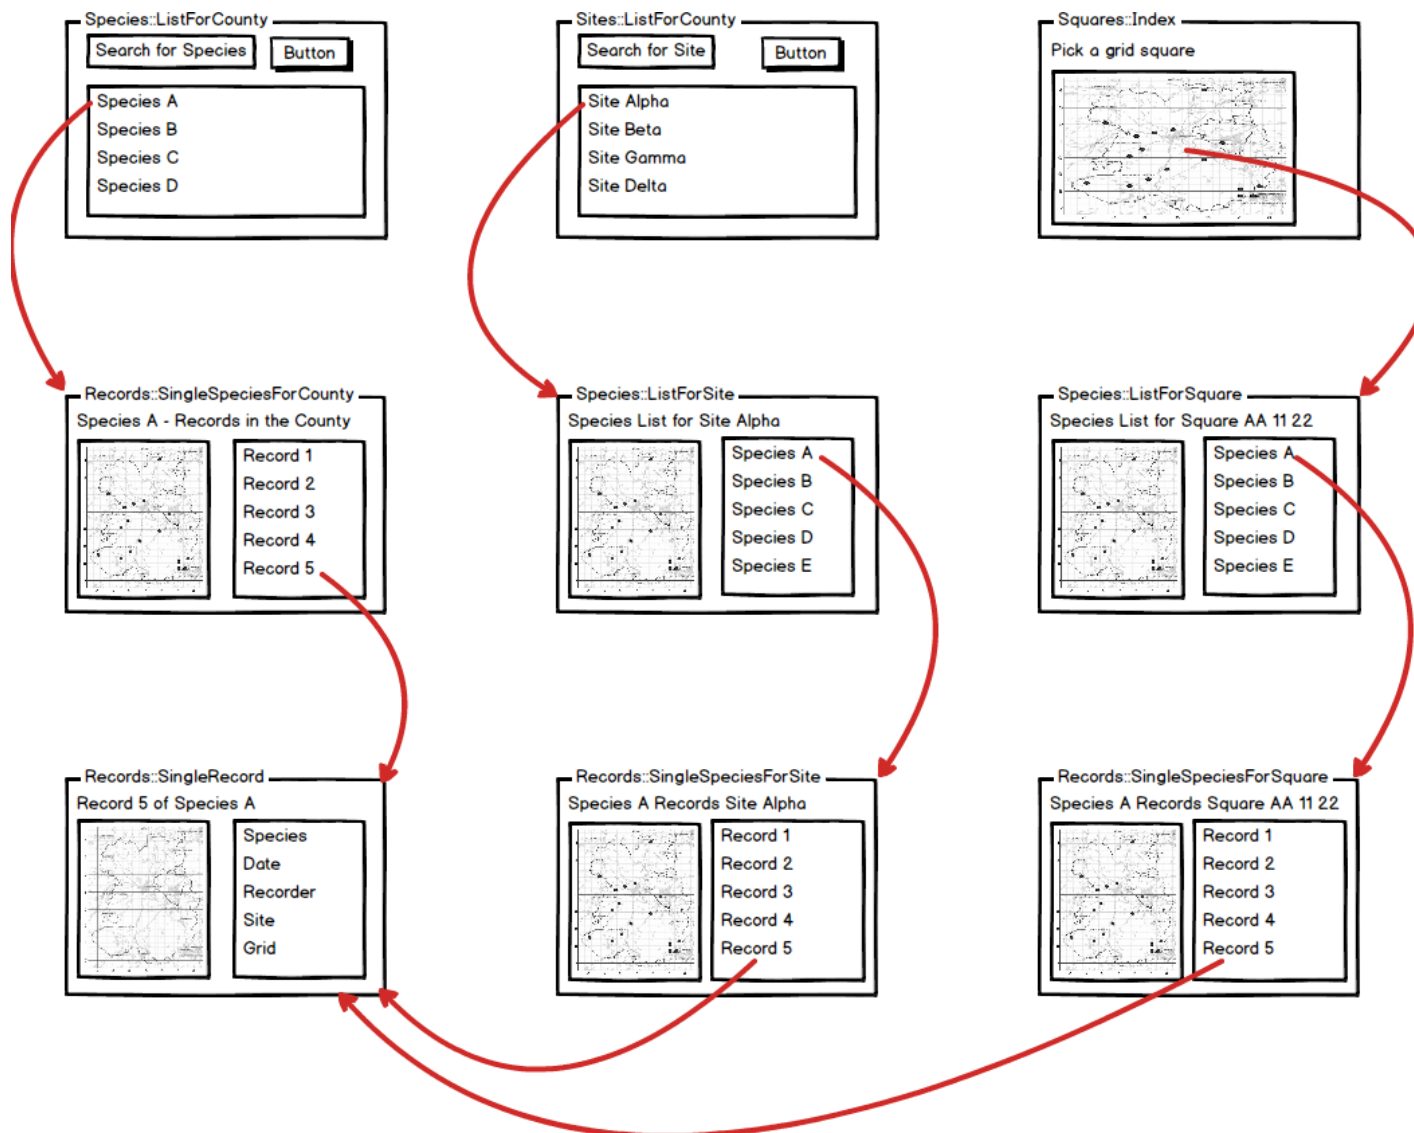 Species::ListForCounty
Search for Species
Button
Species A
Species B
Species C
Species D
Sites::ListForCounty
Search for Site
Button
Site Alpha
Site Beta
Site Gamma
Site Delta
Squares::Index
Pick a grid square
Records::SingleSpeciesForCounty
Species A - Records in the County
Record 1
Record 2
Record 3
Record 4
Record 5
Species::ListForSite
Species List for Site Alpha
Species A
Species B
Species C
Species D
Species E
Species::ListForSquare
Species List for Square AA 11 22
Species A
Species B
Species C
Species D
Species E
Records::SingleRecord
Record 5 of Species A
Species
Date
Recorder
Site
Grid
Records::SingleSpeciesForSite
Species A Records Site Alpha
Record 1
Record 2
Record 3
Record 4
Record 5
Records::SingleSpeciesForSquare
Species A Records Square AA 11 22
Record 1
Record 2
Record 3
Record 4
Record 5